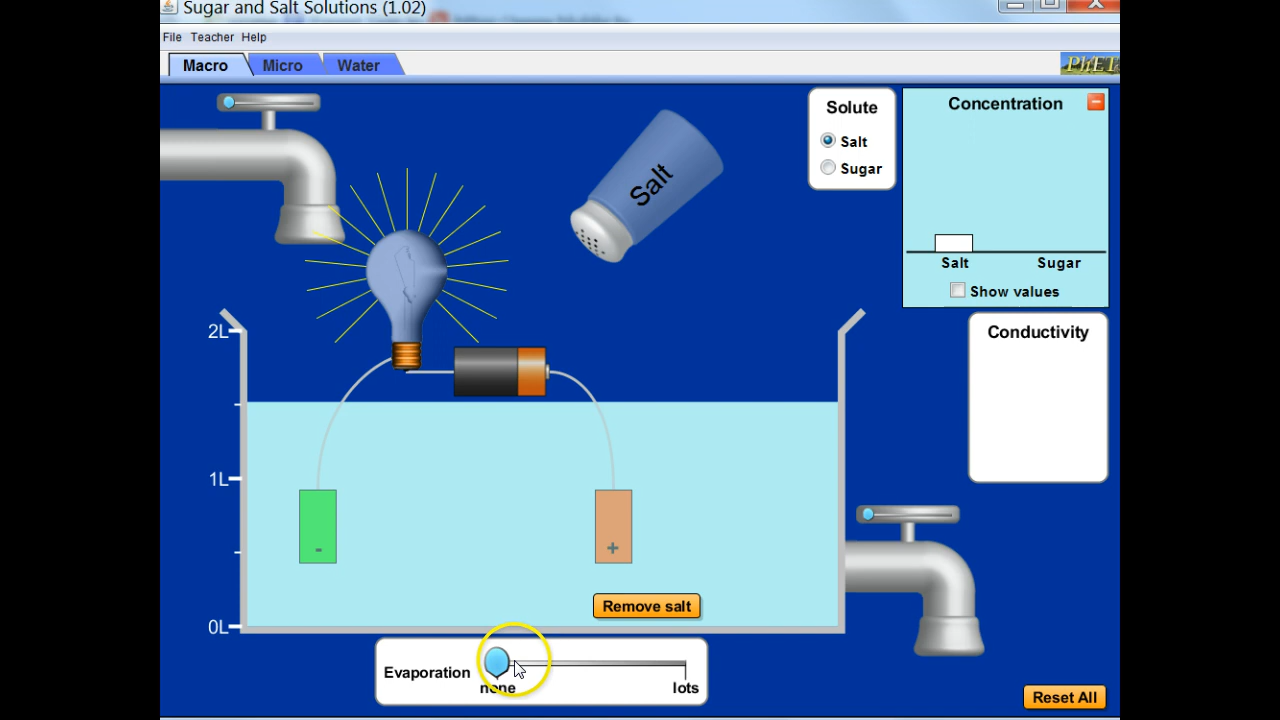 Sugar and Salt Solutions (1.02)
File Teacher Help
Macro Micro Water
PhET
Solute
Salt
Sugar
Concentration
Salt Sugar
Show values
Salt
2L
1L
0L
Conductivity
-
+
Remove salt
Evaporation
none lots
Reset All